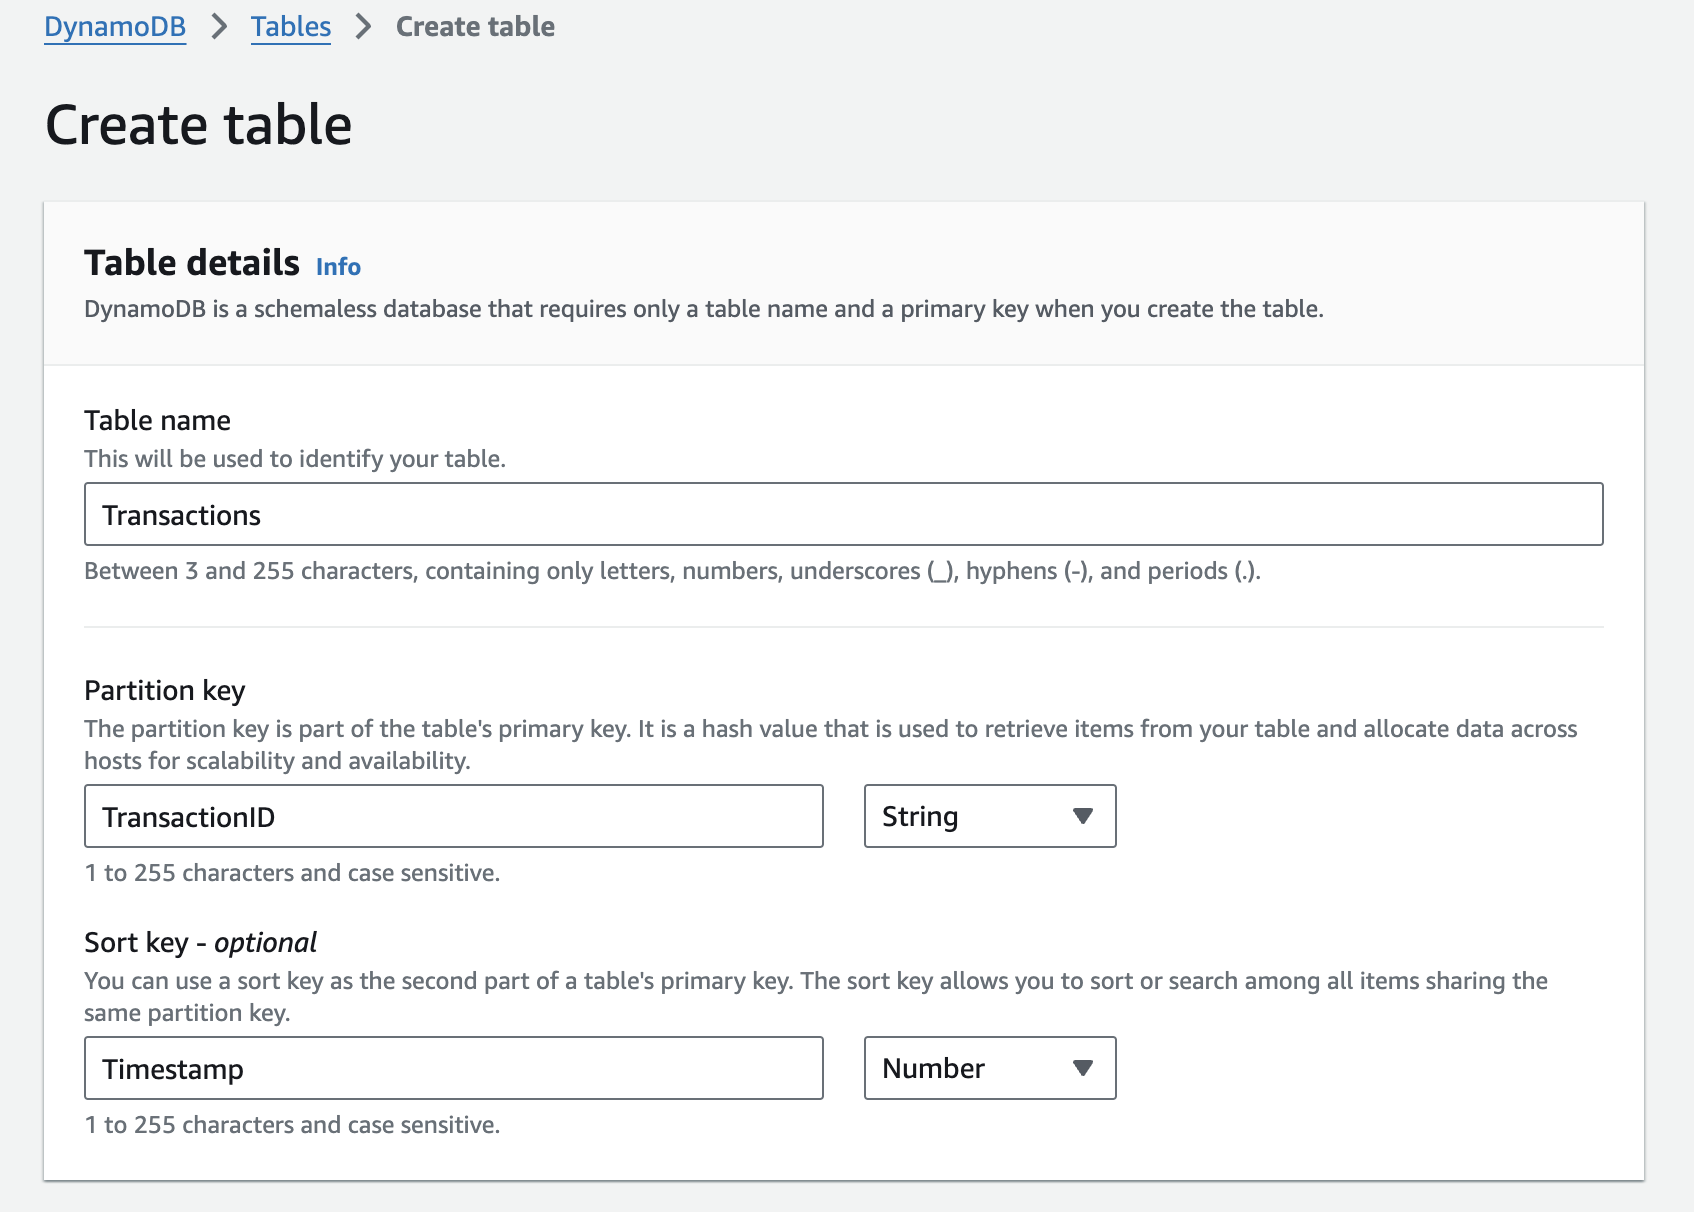 DynamoDB > Tables > Create table
Create table
Table details Info
DynamoDB is a schemaless database that requires only a table name and a primary key when you create the table.
Table name
This will be used to identify your table.
Transactions
Between 3 and 255 characters, containing only letters, numbers, underscores (_), hyphens (-), and periods (.).
Partition key
The partition key is part of the table's primary key. It is a hash value that is used to retrieve items from your table and allocate data across
hosts for scalability and availability.
TransactionID String
1 to 255 characters and case sensitive.
Sort key - optional
You can use a sort key as the second part of a table's primary key. The sort key allows you to sort or search among all items sharing the
same partition key.
Timestamp Number
1 to 255 characters and case sensitive.